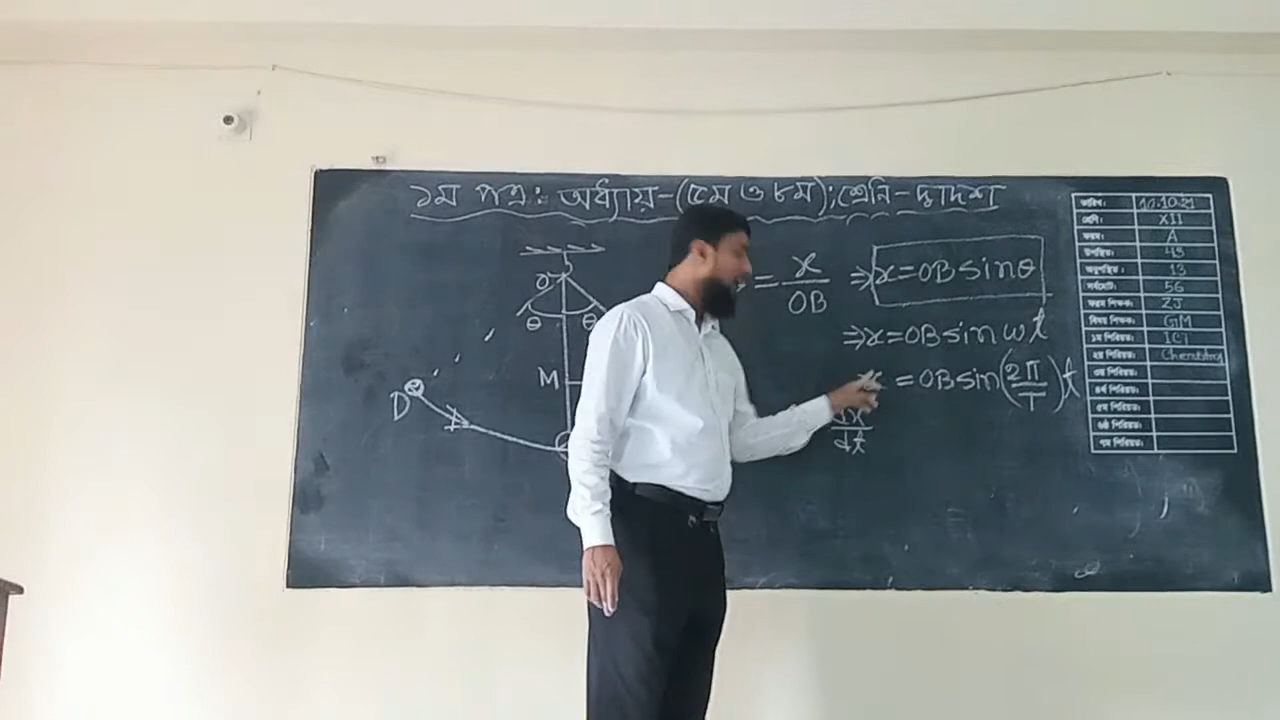 ১ম পত্র: অধ্যায়-(৫ম ও ৮ম); শ্রেনি-দ্বাদশ
O
θ θ
M
D
= x/OB ⇒ x=OB sinθ
⇒ x=OB sin ωt
= OB sin(2π/T)t
dx/dt
তারিখ: 10.10.21
শ্রেণি: XII
ফরম: A
উপস্থিত: 43
অনুপস্থিত: 13
সর্বমোট: 56
ফরম শিক্ষক: ZJ
বিষয় শিক্ষক: GM
১ম পিরিয়ড: ICT
২য় পিরিয়ড: Chemistry
৩য় পিরিয়ড:
৪র্থ পিরিয়ড:
৫ম পিরিয়ড:
৬ষ্ঠ পিরিয়ড:
৭ম পিরিয়ড: